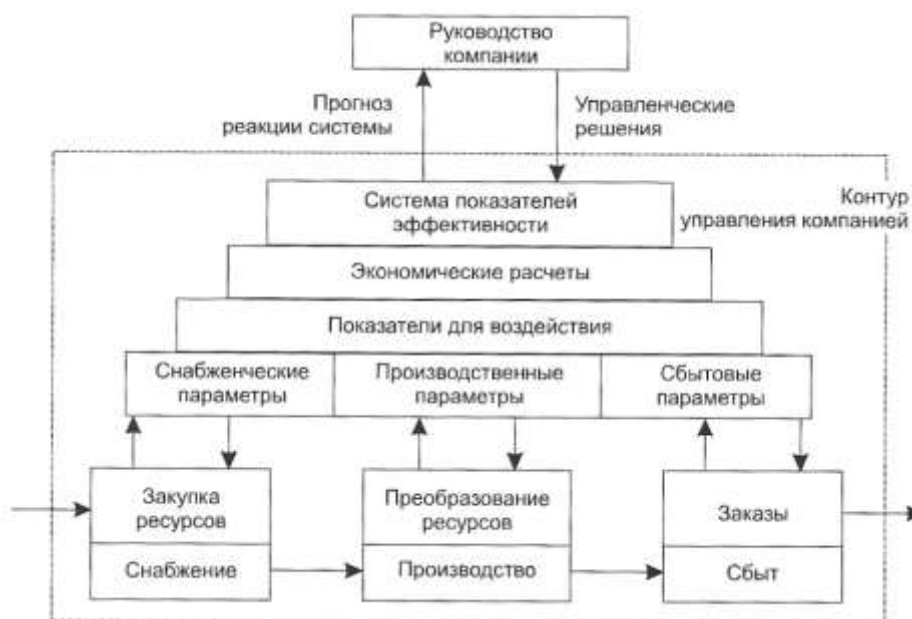 Руководство
компании
Прогноз
реакции системы
Управленческие
решения
Система показателей
эффективности
Контур
управления компанией
Экономические расчеты
Показатели для воздействия
Снабженческие
параметры
Производственные
параметры
Сбытовые
параметры
Закупка
ресурсов
Преобразование
ресурсов
Заказы
Снабжение
Производство
Сбыт